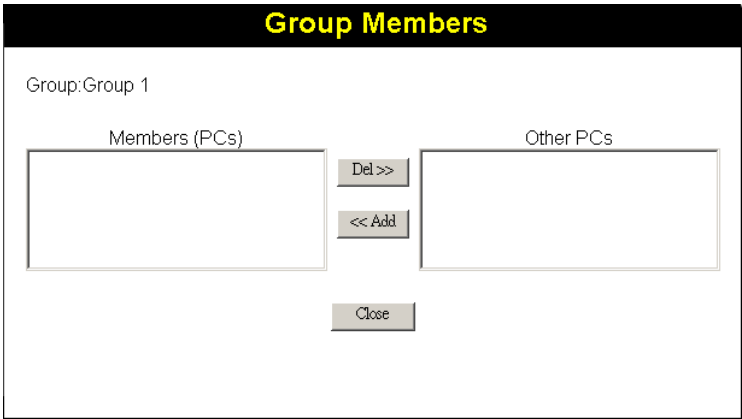 Group Members
Group:Group 1
Members (PCs)
Other PCs
Del >>
<< Add
Close